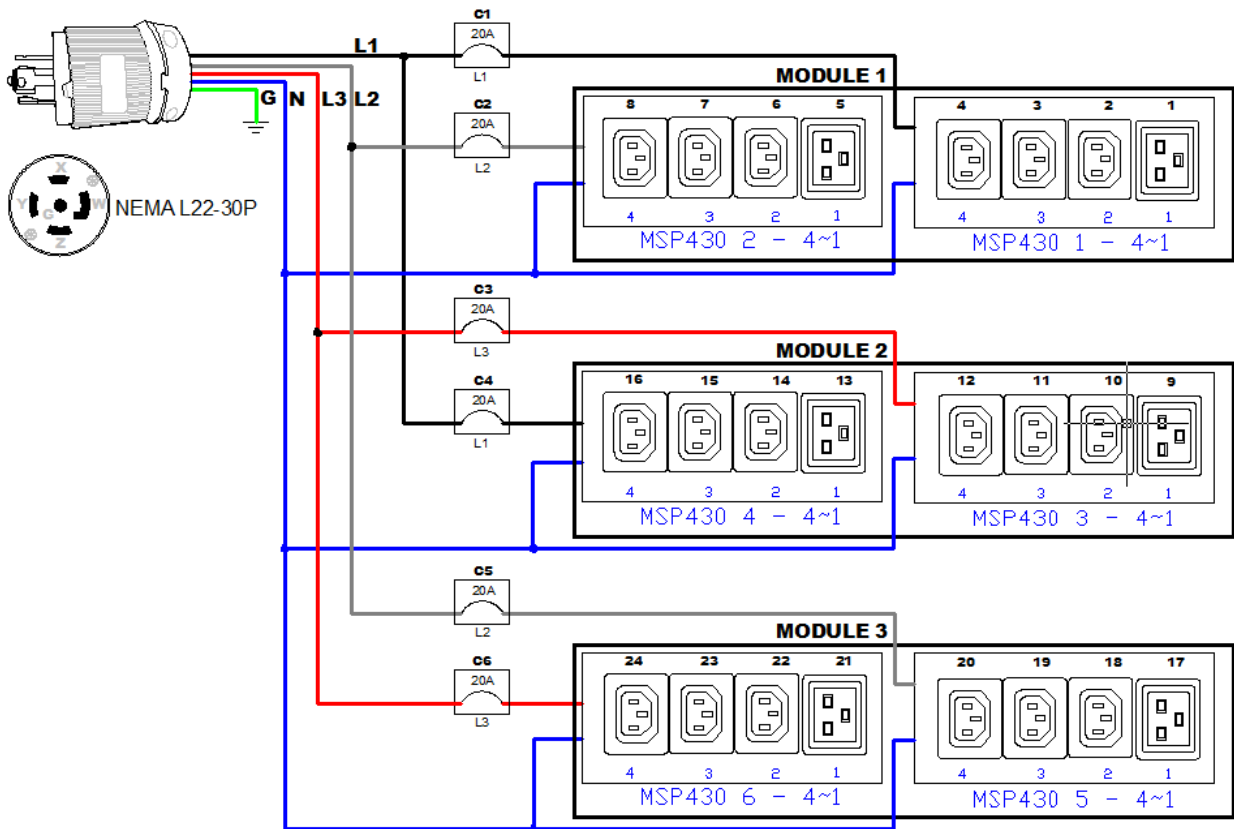 C1
20A
L1
L1
MODULE 1
G N L3 L2
C2
20A
L2
8 7 6 5 4 3 2 1
4 3 2 1 4 3 2 1
MSP430 2 - 4~1 MSP430 1 - 4~1
X
Y G W
Z
NEMA L22-30P
C3
20A
L3
MODULE 2
C4
20A
L1
16 15 14 13 12 11 10 9
4 3 2 1 4 3 2 1
MSP430 4 - 4~1 MSP430 3 - 4~1
C5
20A
L2
MODULE 3
C6
20A
L3
24 23 22 21 20 19 18 17
4 3 2 1 4 3 2 1
MSP430 6 - 4~1 MSP430 5 - 4~1